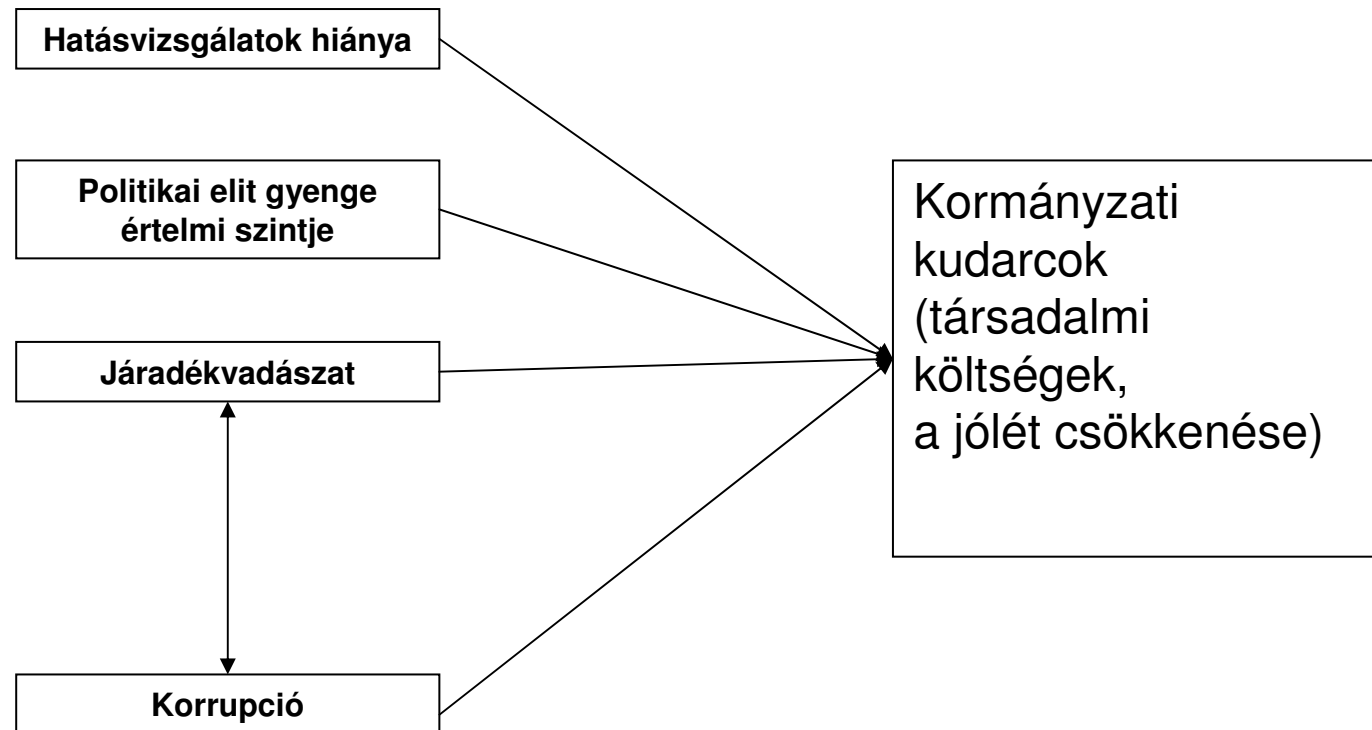 Hatásvizsgálatok hiánya
Politikai elit gyenge
értelmi szintje
Járadékvadászat
Korrupció
Kormányzati
kudarcok
(társadalmi
költségek,
a jólét csökkenése)